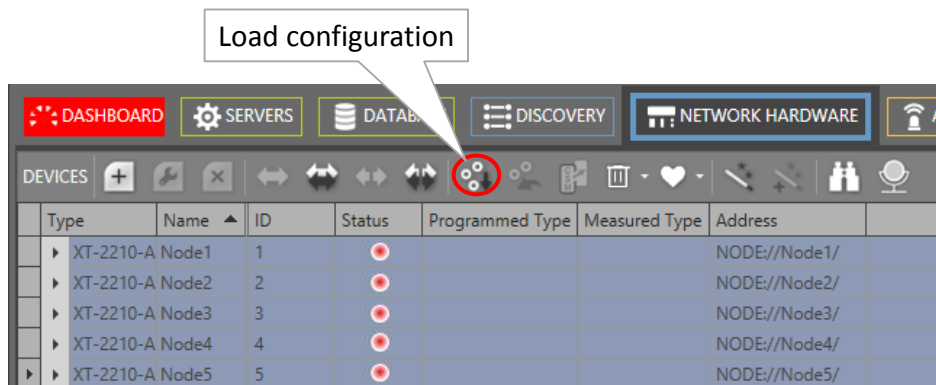 Load configuration
DASHBOARD SERVERS DATABA DISCOVERY NETWORK HARDWARE A
DEVICES
Type Name ID Status Programmed Type Measured Type Address
XT-2210-A Node1 1 NODE://Node1/
XT-2210-A Node2 2 NODE://Node2/
XT-2210-A Node3 3 NODE://Node3/
XT-2210-A Node4 4 NODE://Node4/
XT-2210-A Node5 5 NODE://Node5/